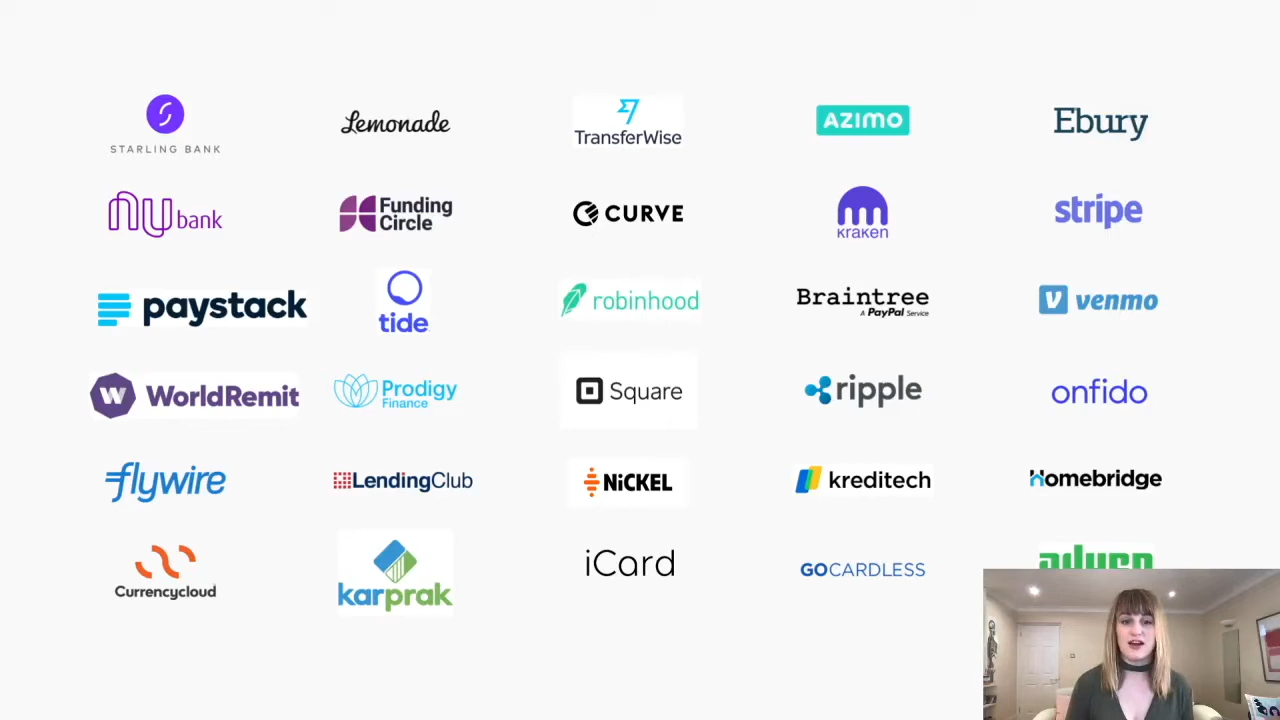 STARLING BANK
Lemonade
TransferWise
AZIMO
Ebury
nu bank
Funding
Circle
CURVE
kraken
stripe
paystack
tide
robinhood
Braintree
A PayPal Service
V venmo
W WorldRemit
Prodigy
Finance
Square
ripple
onfido
flywire
LendingClub
NiCKEL
kreditech
Homebridge
Currencycloud
karprak
iCard
GOCARDLESS
adyen